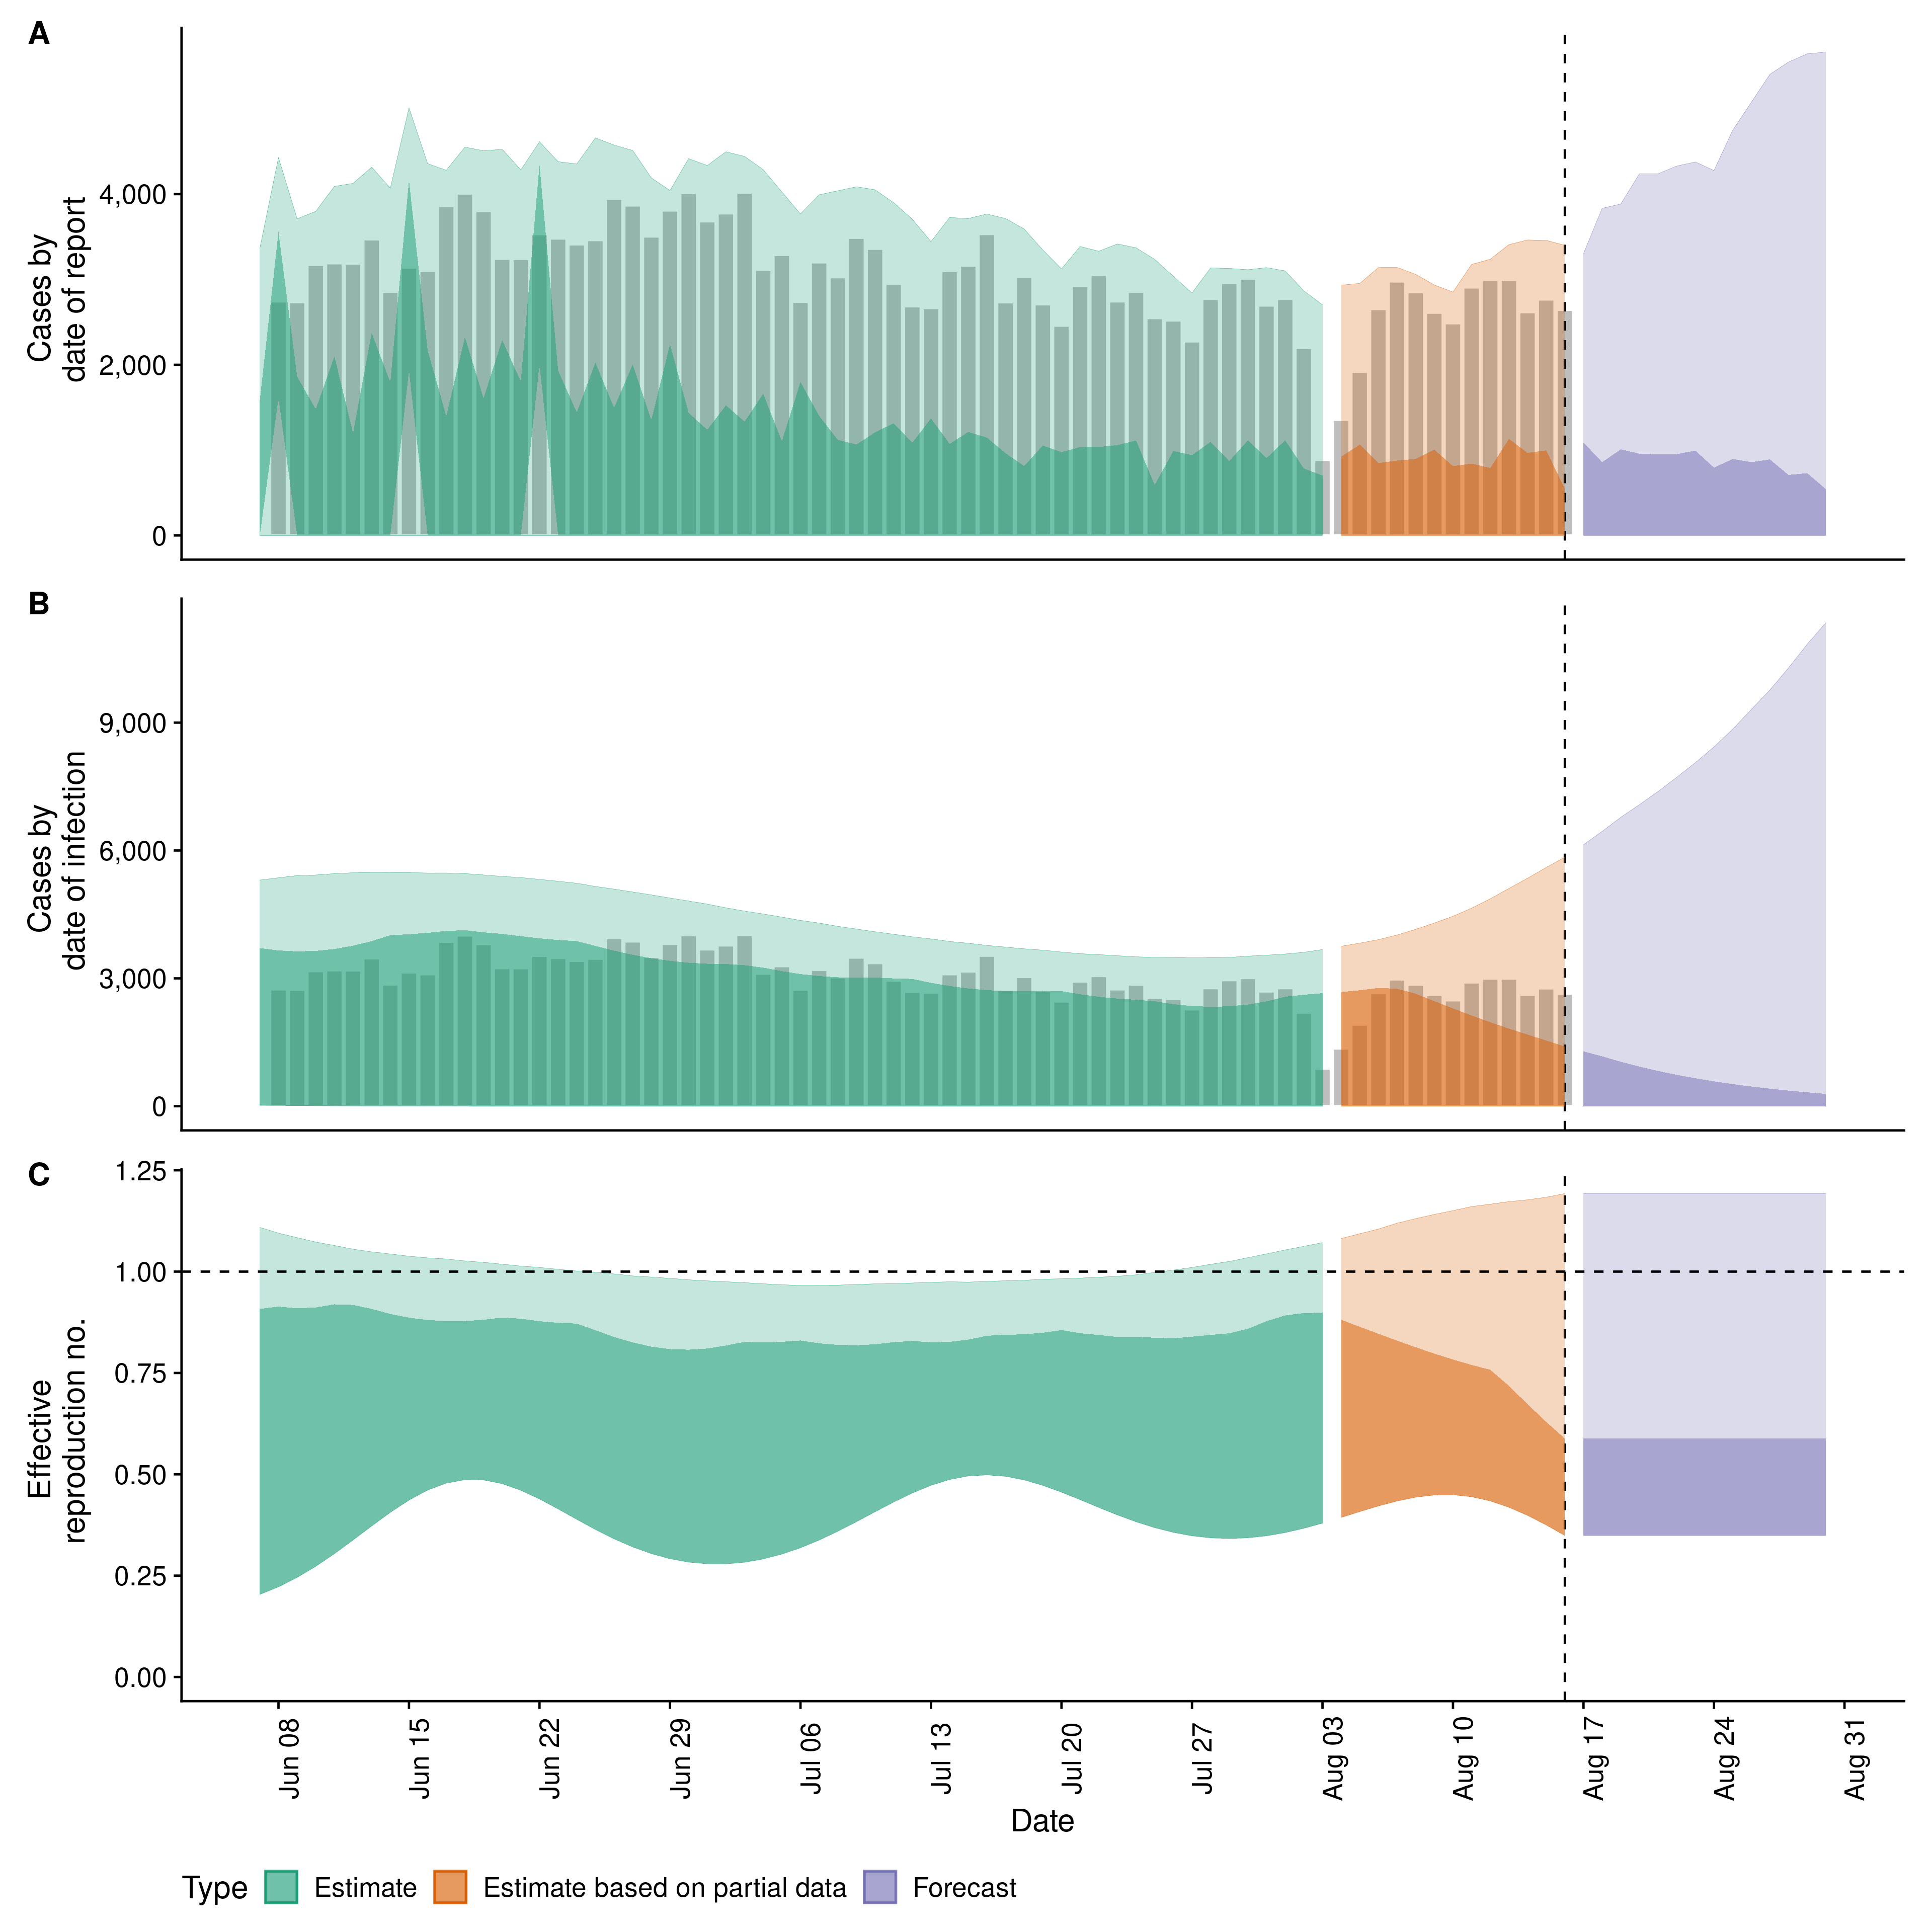 A
Cases by
date of report
4,000
2,000
0
B
Cases by
date of infection
9,000
6,000
3,000
0
C
Effective
reproduction no.
1.25
1.00
0.75
0.50
0.25
0.00
Jun 08
Jun 15
Jun 22
Jun 29
Jul 06
Jul 13
Jul 20
Jul 27
Aug 03
Aug 10
Aug 17
Aug 24
Aug 31
Date
Type Estimate Estimate based on partial data Forecast